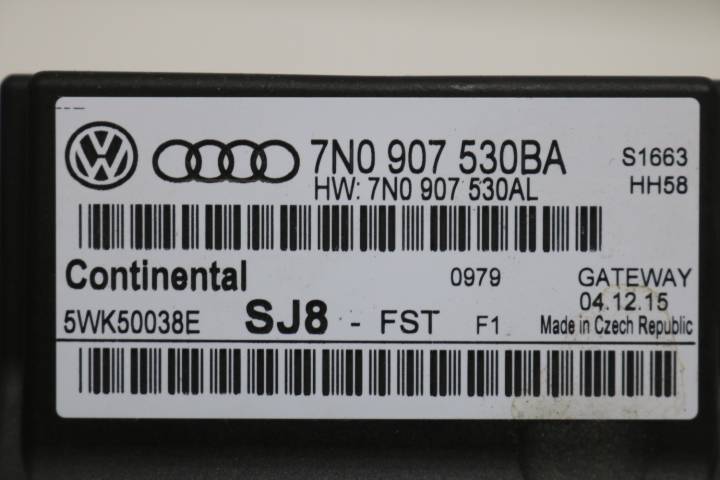 7N0 907 530BA S1663
HW: 7N0 907 530AL HH58
Continental 0979 GATEWAY
04.12.15
5WK50038E SJ8 - FST F1 Made in Czech Republic